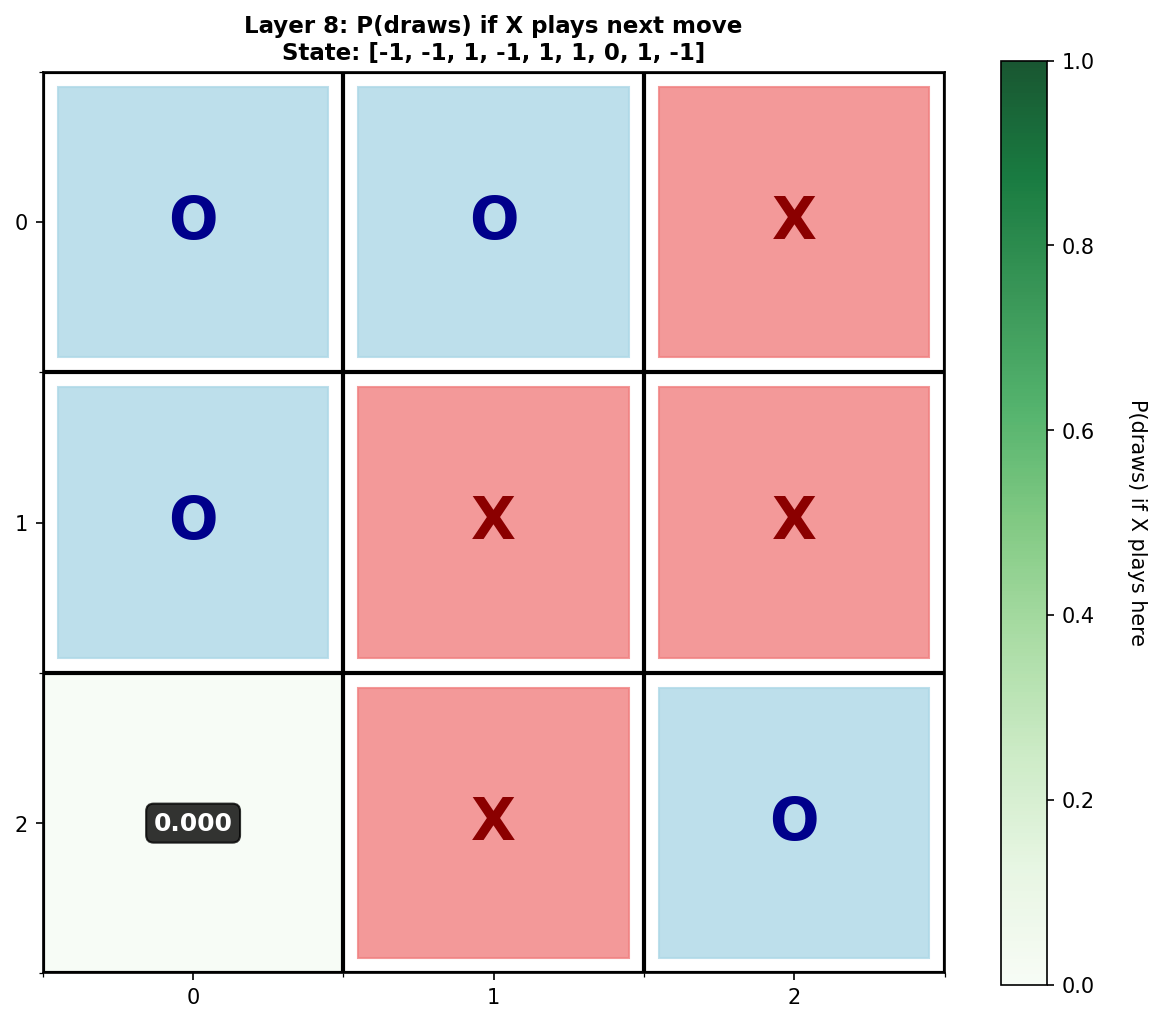 Layer 8: P(draws) if X plays next move
State: [-1, -1, 1, -1, 1, 1, 0, 1, -1]
1.0
0.8
0.6
0.4
0.2
0.0
P(draws) if X plays here
0
O
O
X
1
O
X
X
2
0.000
X
O
0
1
2